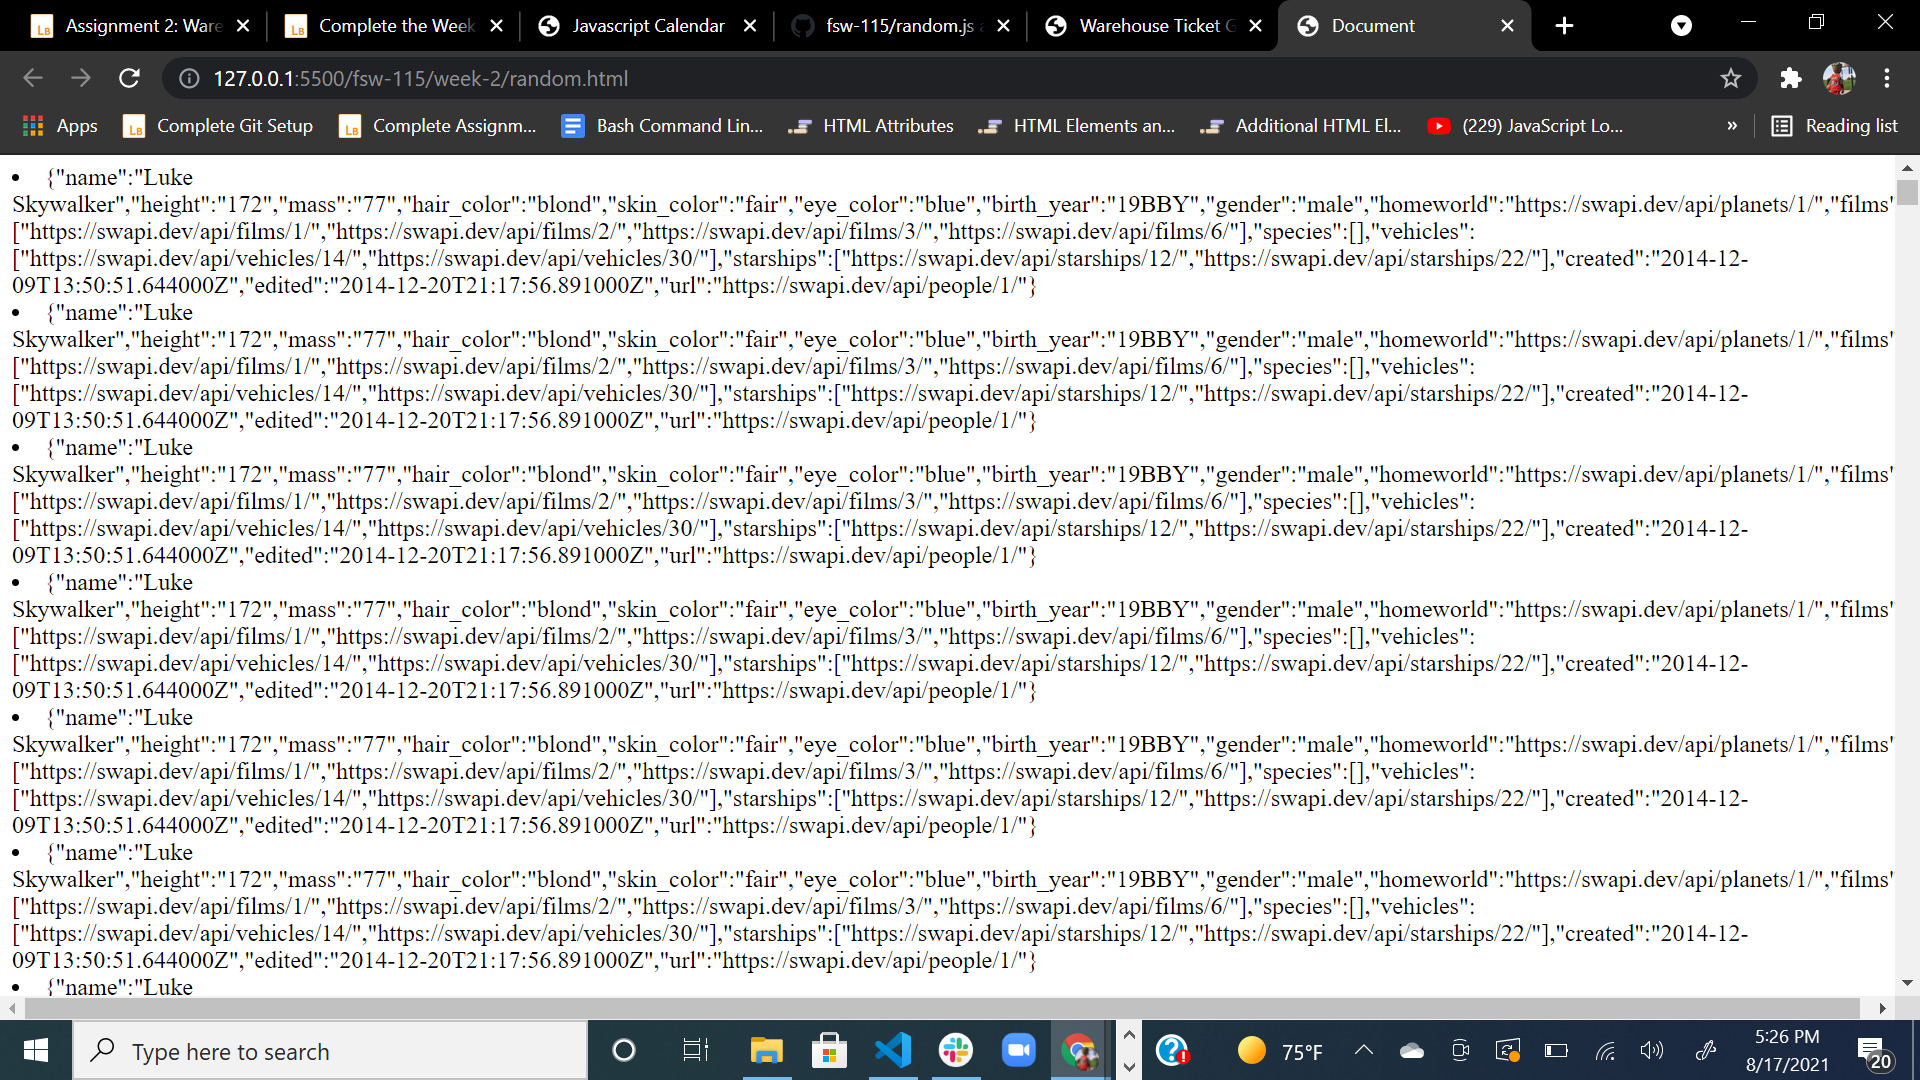 Assignment 2: Ware
Complete the Week
Javascript Calendar
fsw-115/random.js a
Warehouse Ticket G
Document
127.0.0.1:5500/fsw-115/week-2/random.html
Apps
Complete Git Setup
Complete Assignm...
Bash Command Lin...
HTML Attributes
HTML Elements an...
Additional HTML El...
(229) JavaScript Lo...
»
Reading list
• {"name":"Luke
Skywalker","height":"172","mass":"77","hair_color":"blond","skin_color":"fair","eye_color":"blue","birth_year":"19BBY","gender":"male","homeworld":"https://swapi.dev/api/planets/1/","films"
["https://swapi.dev/api/films/1/","https://swapi.dev/api/films/2/","https://swapi.dev/api/films/3/","https://swapi.dev/api/films/6/"],"species":[],"vehicles":
["https://swapi.dev/api/vehicles/14/","https://swapi.dev/api/vehicles/30/"],"starships":["https://swapi.dev/api/starships/12/","https://swapi.dev/api/starships/22/"],"created":"2014-12-
09T13:50:51.644000Z","edited":"2014-12-20T21:17:56.891000Z","url":"https://swapi.dev/api/people/1/"}
• {"name":"Luke
Skywalker","height":"172","mass":"77","hair_color":"blond","skin_color":"fair","eye_color":"blue","birth_year":"19BBY","gender":"male","homeworld":"https://swapi.dev/api/planets/1/","films"
["https://swapi.dev/api/films/1/","https://swapi.dev/api/films/2/","https://swapi.dev/api/films/3/","https://swapi.dev/api/films/6/"],"species":[],"vehicles":
["https://swapi.dev/api/vehicles/14/","https://swapi.dev/api/vehicles/30/"],"starships":["https://swapi.dev/api/starships/12/","https://swapi.dev/api/starships/22/"],"created":"2014-12-
09T13:50:51.644000Z","edited":"2014-12-20T21:17:56.891000Z","url":"https://swapi.dev/api/people/1/"}
• {"name":"Luke
Skywalker","height":"172","mass":"77","hair_color":"blond","skin_color":"fair","eye_color":"blue","birth_year":"19BBY","gender":"male","homeworld":"https://swapi.dev/api/planets/1/","films"
["https://swapi.dev/api/films/1/","https://swapi.dev/api/films/2/","https://swapi.dev/api/films/3/","https://swapi.dev/api/films/6/"],"species":[],"vehicles":
["https://swapi.dev/api/vehicles/14/","https://swapi.dev/api/vehicles/30/"],"starships":["https://swapi.dev/api/starships/12/","https://swapi.dev/api/starships/22/"],"created":"2014-12-
09T13:50:51.644000Z","edited":"2014-12-20T21:17:56.891000Z","url":"https://swapi.dev/api/people/1/"}
• {"name":"Luke
Skywalker","height":"172","mass":"77","hair_color":"blond","skin_color":"fair","eye_color":"blue","birth_year":"19BBY","gender":"male","homeworld":"https://swapi.dev/api/planets/1/","films"
["https://swapi.dev/api/films/1/","https://swapi.dev/api/films/2/","https://swapi.dev/api/films/3/","https://swapi.dev/api/films/6/"],"species":[],"vehicles":
["https://swapi.dev/api/vehicles/14/","https://swapi.dev/api/vehicles/30/"],"starships":["https://swapi.dev/api/starships/12/","https://swapi.dev/api/starships/22/"],"created":"2014-12-
09T13:50:51.644000Z","edited":"2014-12-20T21:17:56.891000Z","url":"https://swapi.dev/api/people/1/"}
• {"name":"Luke
Skywalker","height":"172","mass":"77","hair_color":"blond","skin_color":"fair","eye_color":"blue","birth_year":"19BBY","gender":"male","homeworld":"https://swapi.dev/api/planets/1/","films"
["https://swapi.dev/api/films/1/","https://swapi.dev/api/films/2/","https://swapi.dev/api/films/3/","https://swapi.dev/api/films/6/"],"species":[],"vehicles":
["https://swapi.dev/api/vehicles/14/","https://swapi.dev/api/vehicles/30/"],"starships":["https://swapi.dev/api/starships/12/","https://swapi.dev/api/starships/22/"],"created":"2014-12-
09T13:50:51.644000Z","edited":"2014-12-20T21:17:56.891000Z","url":"https://swapi.dev/api/people/1/"}
• {"name":"Luke
Skywalker","height":"172","mass":"77","hair_color":"blond","skin_color":"fair","eye_color":"blue","birth_year":"19BBY","gender":"male","homeworld":"https://swapi.dev/api/planets/1/","films"
["https://swapi.dev/api/films/1/","https://swapi.dev/api/films/2/","https://swapi.dev/api/films/3/","https://swapi.dev/api/films/6/"],"species":[],"vehicles":
["https://swapi.dev/api/vehicles/14/","https://swapi.dev/api/vehicles/30/"],"starships":["https://swapi.dev/api/starships/12/","https://swapi.dev/api/starships/22/"],"created":"2014-12-
09T13:50:51.644000Z","edited":"2014-12-20T21:17:56.891000Z","url":"https://swapi.dev/api/people/1/"}
• {"name":"Luke
Type here to search
75°F
5:26 PM
8/17/2021
20